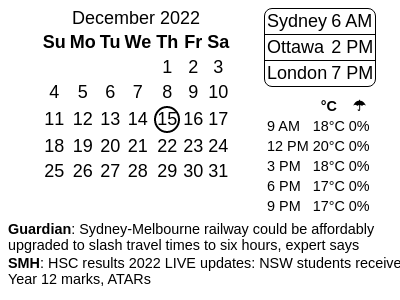 December 2022
Su Mo Tu We Th Fr Sa
1 2 3
4 5 6 7 8 9 10
11 12 13 14 15 16 17
18 19 20 21 22 23 24
25 26 27 28 29 30 31
Sydney 6 AM
Ottawa 2 PM
London 7 PM
°C ☂
9 AM 18°C 0%
12 PM 20°C 0%
3 PM 18°C 0%
6 PM 17°C 0%
9 PM 17°C 0%
Guardian: Sydney-Melbourne railway could be affordably
upgraded to slash travel times to six hours, expert says
SMH: HSC results 2022 LIVE updates: NSW students receive
Year 12 marks, ATARs